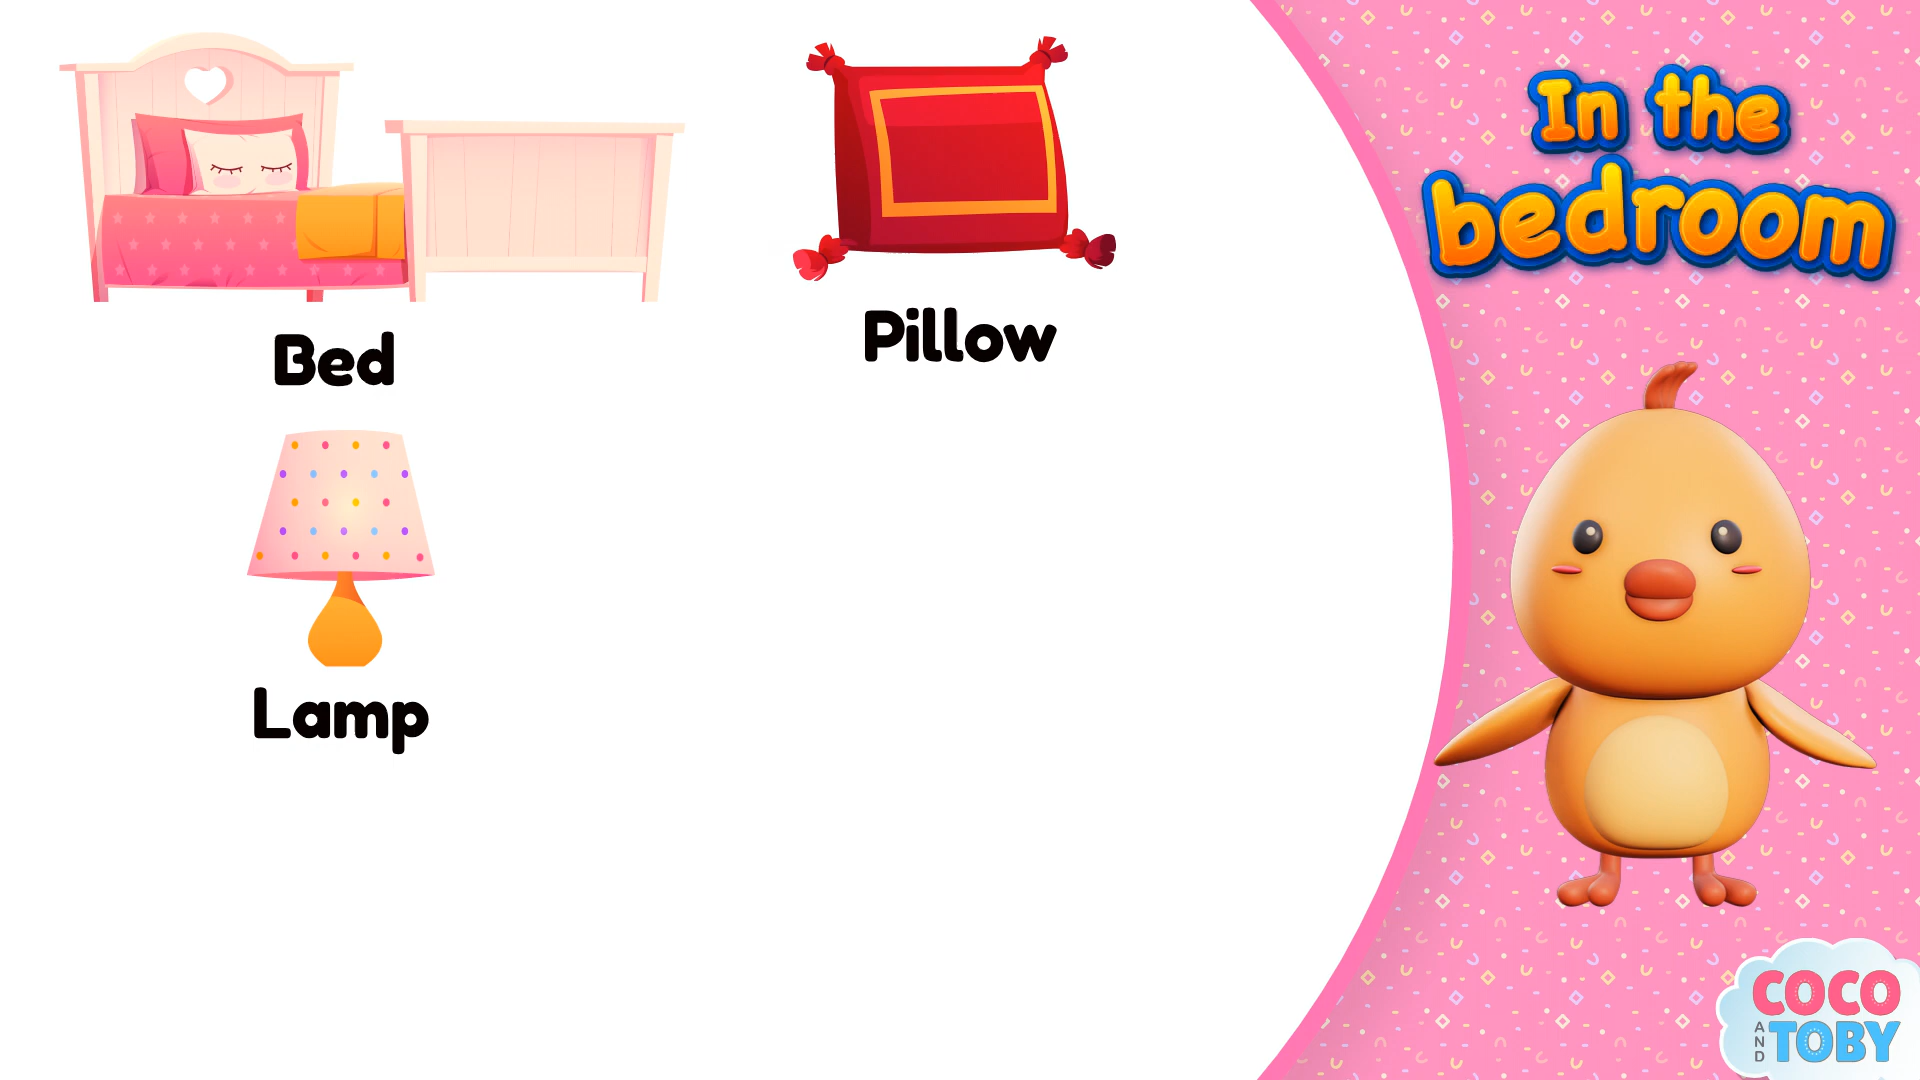 In the
bedroom
Bed
Pillow
Lamp
COCO
AND
TOBY